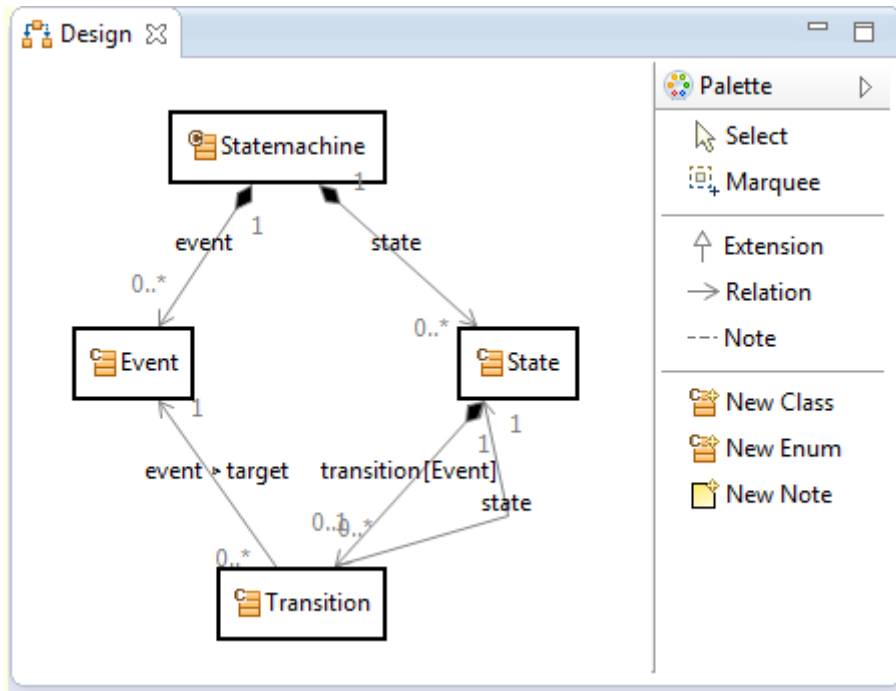 Design
Palette
Statemachine
Select
Marquee
1
1
event
state
Extension
0..*
Relation
0..*
Note
Event
State
1
1
New Class
1
New Enum
event ▸ target
transition[Event]
New Note
state
0..1
0..*
0..*
Transition